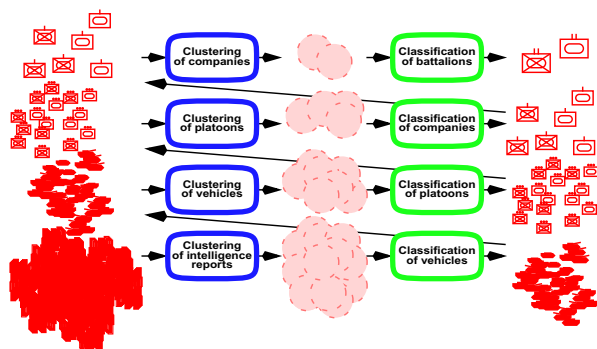 Clustering
of companies
Classification
of battalions
Clustering
of platoons
Classification
of companies
Clustering
of vehicles
Classification
of platoons
Clustering
of intelligence
reports
Classification
of vehicles